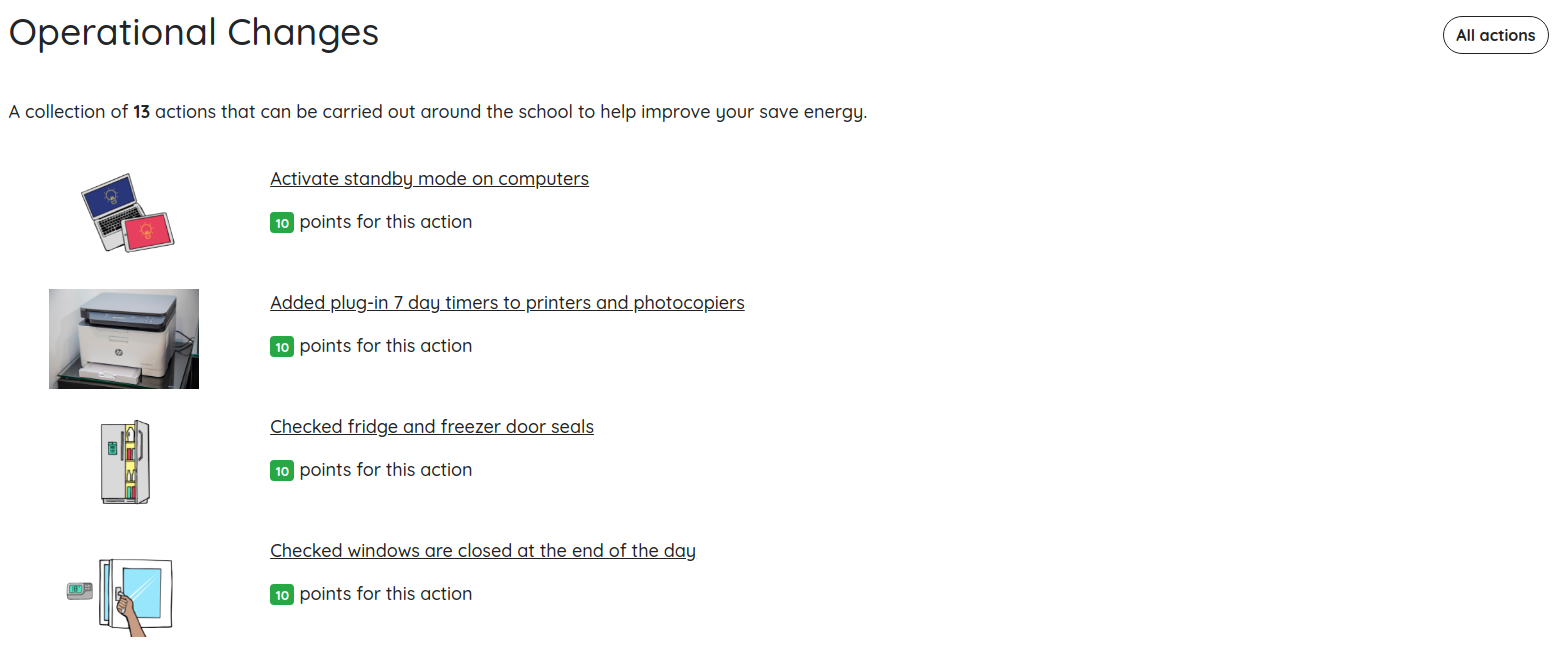 Operational Changes
All actions
A collection of 13 actions that can be carried out around the school to help improve your save energy.
Activate standby mode on computers
10 points for this action
Added plug-in 7 day timers to printers and photocopiers
10 points for this action
Checked fridge and freezer door seals
10 points for this action
Checked windows are closed at the end of the day
10 points for this action